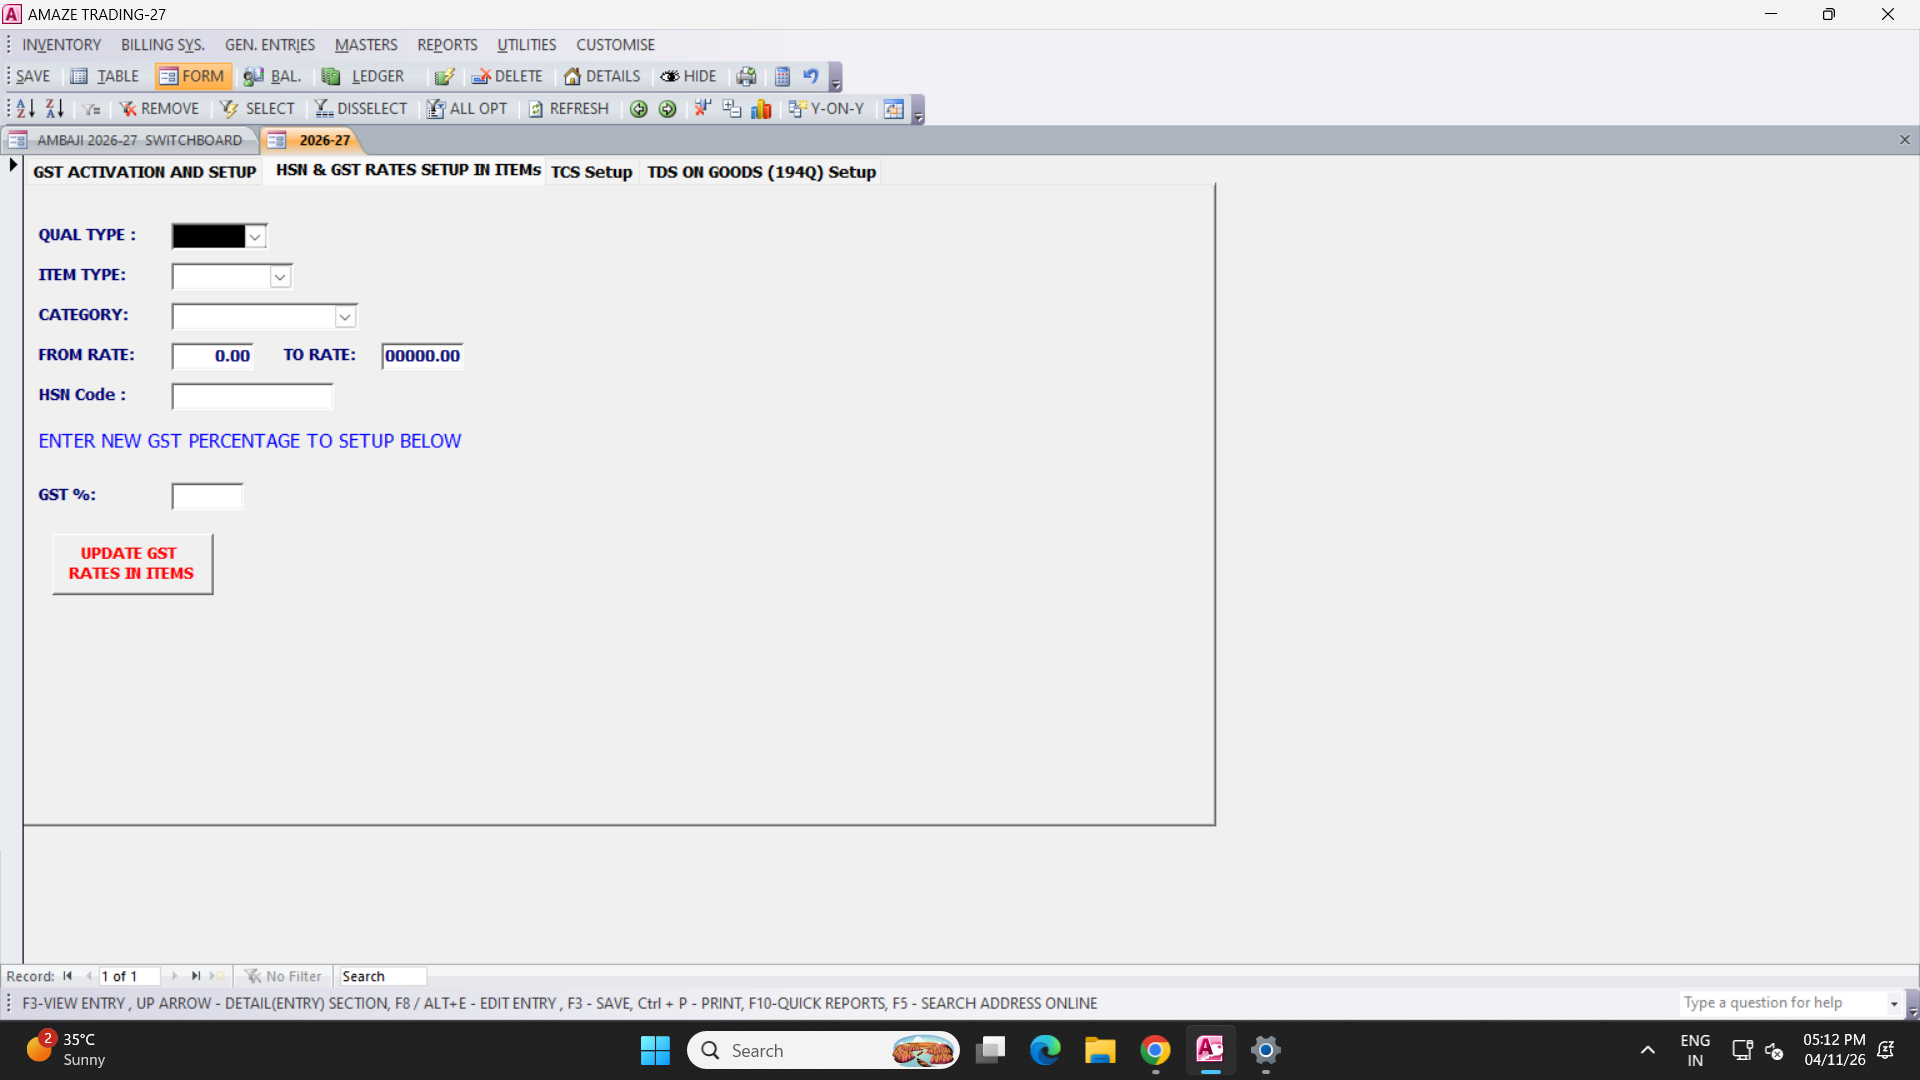 AMAZE TRADING-27
INVENTORY BILLING SYS. GEN. ENTRIES MASTERS REPORTS UTILITIES CUSTOMISE
SAVE TABLE FORM BAL. LEDGER DELETE DETAILS HIDE
REMOVE SELECT DISSELECT ALL OPT REFRESH Y-ON-Y
AMBAJI 2026-27 SWITCHBOARD 2026-27
GST ACTIVATION AND SETUP HSN & GST RATES SETUP IN ITEMs TCS Setup TDS ON GOODS (194Q) Setup
QUAL TYPE :
ITEM TYPE:
CATEGORY:
FROM RATE: 0.00 TO RATE: 00000.00
HSN Code :
ENTER NEW GST PERCENTAGE TO SETUP BELOW
GST %:
UPDATE GST
RATES IN ITEMS
Record: 1 of 1 No Filter Search
F3-VIEW ENTRY , UP ARROW - DETAIL(ENTRY) SECTION, F8 / ALT+E - EDIT ENTRY , F3 - SAVE, Ctrl + P - PRINT, F10-QUICK REPORTS, F5 - SEARCH ADDRESS ONLINE Type a question for help
2 35°C
Sunny
Search
ENG
IN
05:12 PM
04/11/26